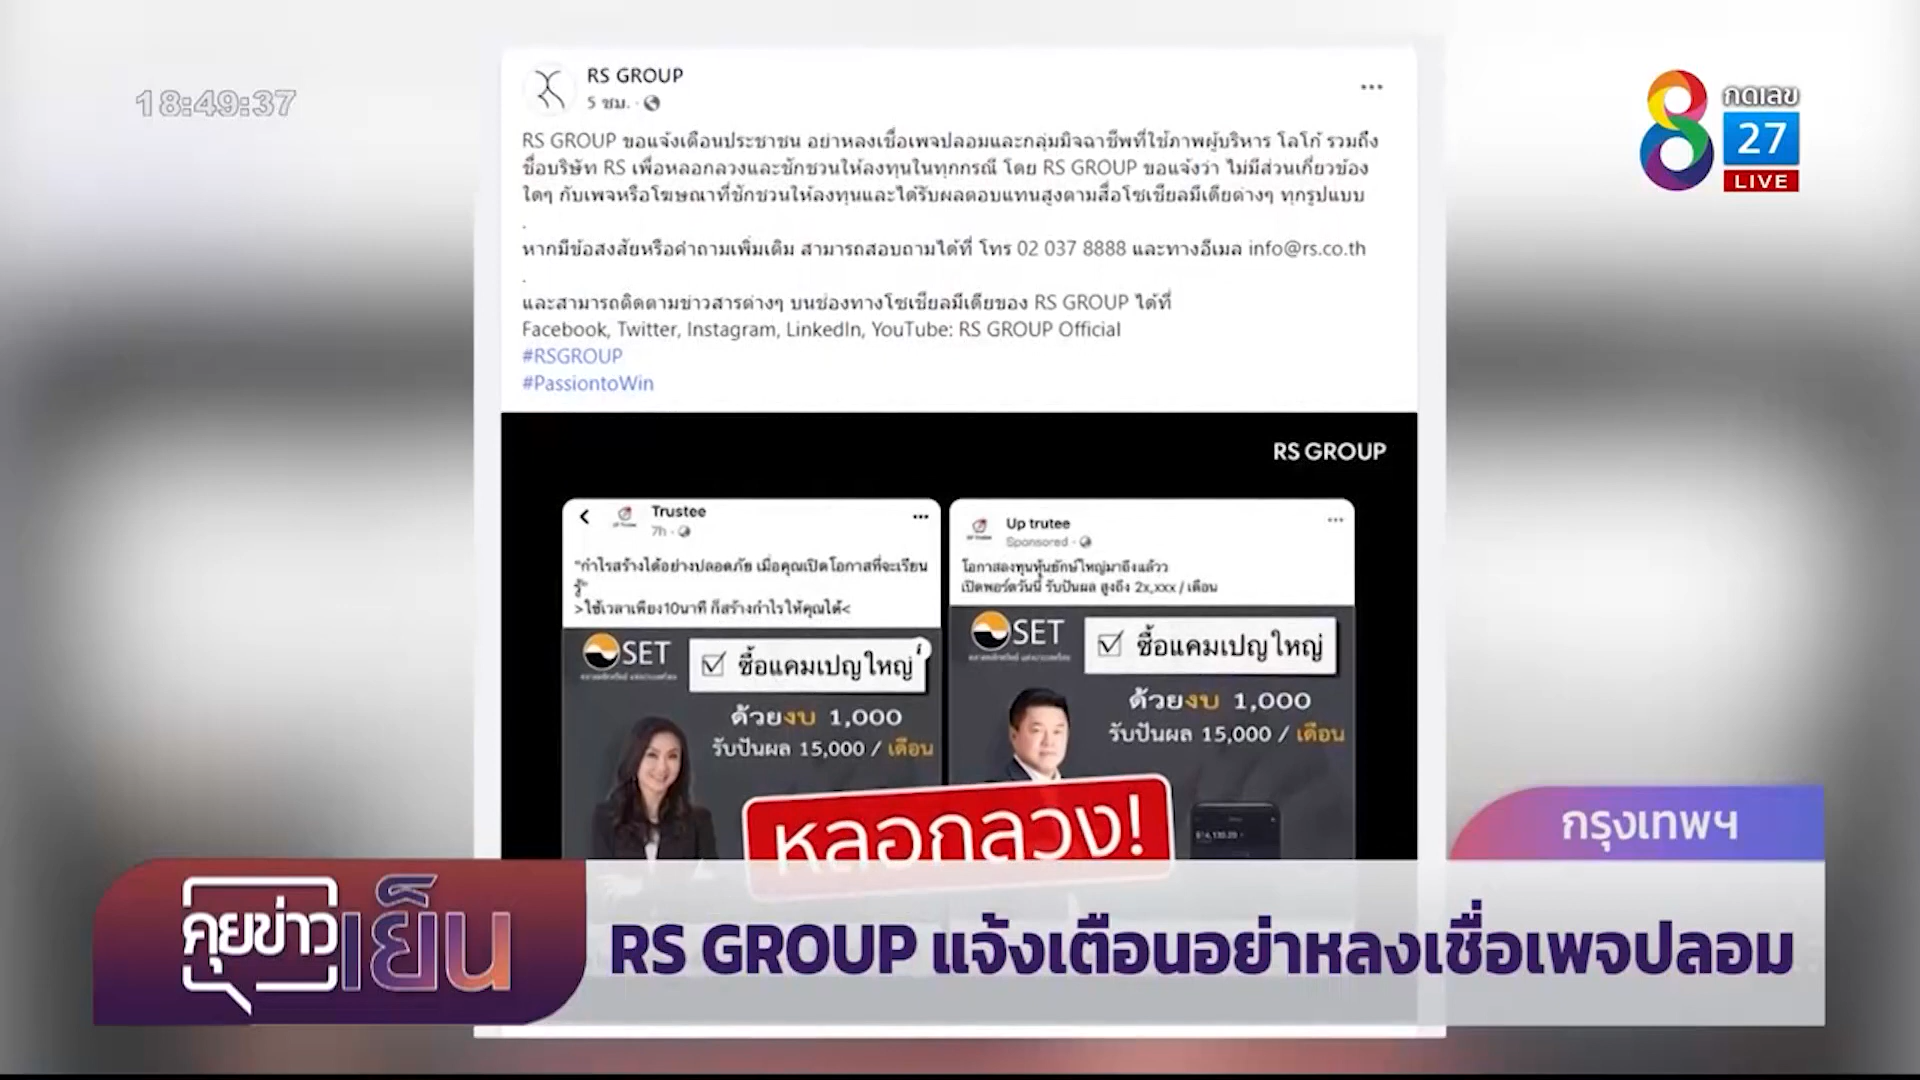 18:49:37
RS GROUP
5 ชม.
RS GROUP ขอแจ้งเตือนประชาชน อย่าหลงเชื่อเพจปลอมและกลุ่มมิจฉาชีพที่ใช้ภาพผู้บริหาร โลโก้ รวมถึง
ชื่อบริษัท RS เพื่อหลอกลวงและชักชวนให้ลงทุนในทุกกรณี โดย RS GROUP ขอแจ้งว่า ไม่มีส่วนเกี่ยวข้อง
ใดๆ กับเพจหรือโฆษณาที่ชักชวนให้ลงทุนและได้รับผลตอบแทนสูงตามสื่อโซเชียลมีเดียต่างๆ ทุกรูปแบบ
.
หากมีข้อสงสัยหรือคำถามเพิ่มเติม สามารถสอบถามได้ที่ โทร 02 037 8888 และทางอีเมล info@rs.co.th
.
และสามารถติดตามข่าวสารต่างๆ บนช่องทางโซเชียลมีเดียของ RS GROUP ได้ที่
Facebook, Twitter, Instagram, LinkedIn, YouTube: RS GROUP Official
#RSGROUP
#PassiontoWin
RS GROUP
Trustee
7h
"กำไรสร้างได้อย่างปลอดภัย เมื่อคุณเปิดโอกาสที่จะเรียน
รู้"
>ใช้เวลาเพียง10นาที ก็สร้างกำไรให้คุณได้<
SET
ซื้อแคมเปญใหญ่
ด้วยงบ 1,000
รับปันผล 15,000 / เดือน
Up trutee
Sponsored
โอกาสลงทุนหุ้นยักษ์ใหญ่มาถึงแล้วว
เปิดพอร์ตวันนี้ รับปันผล สูงถึง 2x,xxx / เดือน
SET
ซื้อแคมเปญใหญ่
ด้วยงบ 1,000
รับปันผล 15,000 / เดือน
หลอกลวง!
8 กดเลข
27
LIVE
กรุงเทพฯ
คุยข่าวเย็น
RS GROUP แจ้งเตือนอย่าหลงเชื่อเพจปลอม